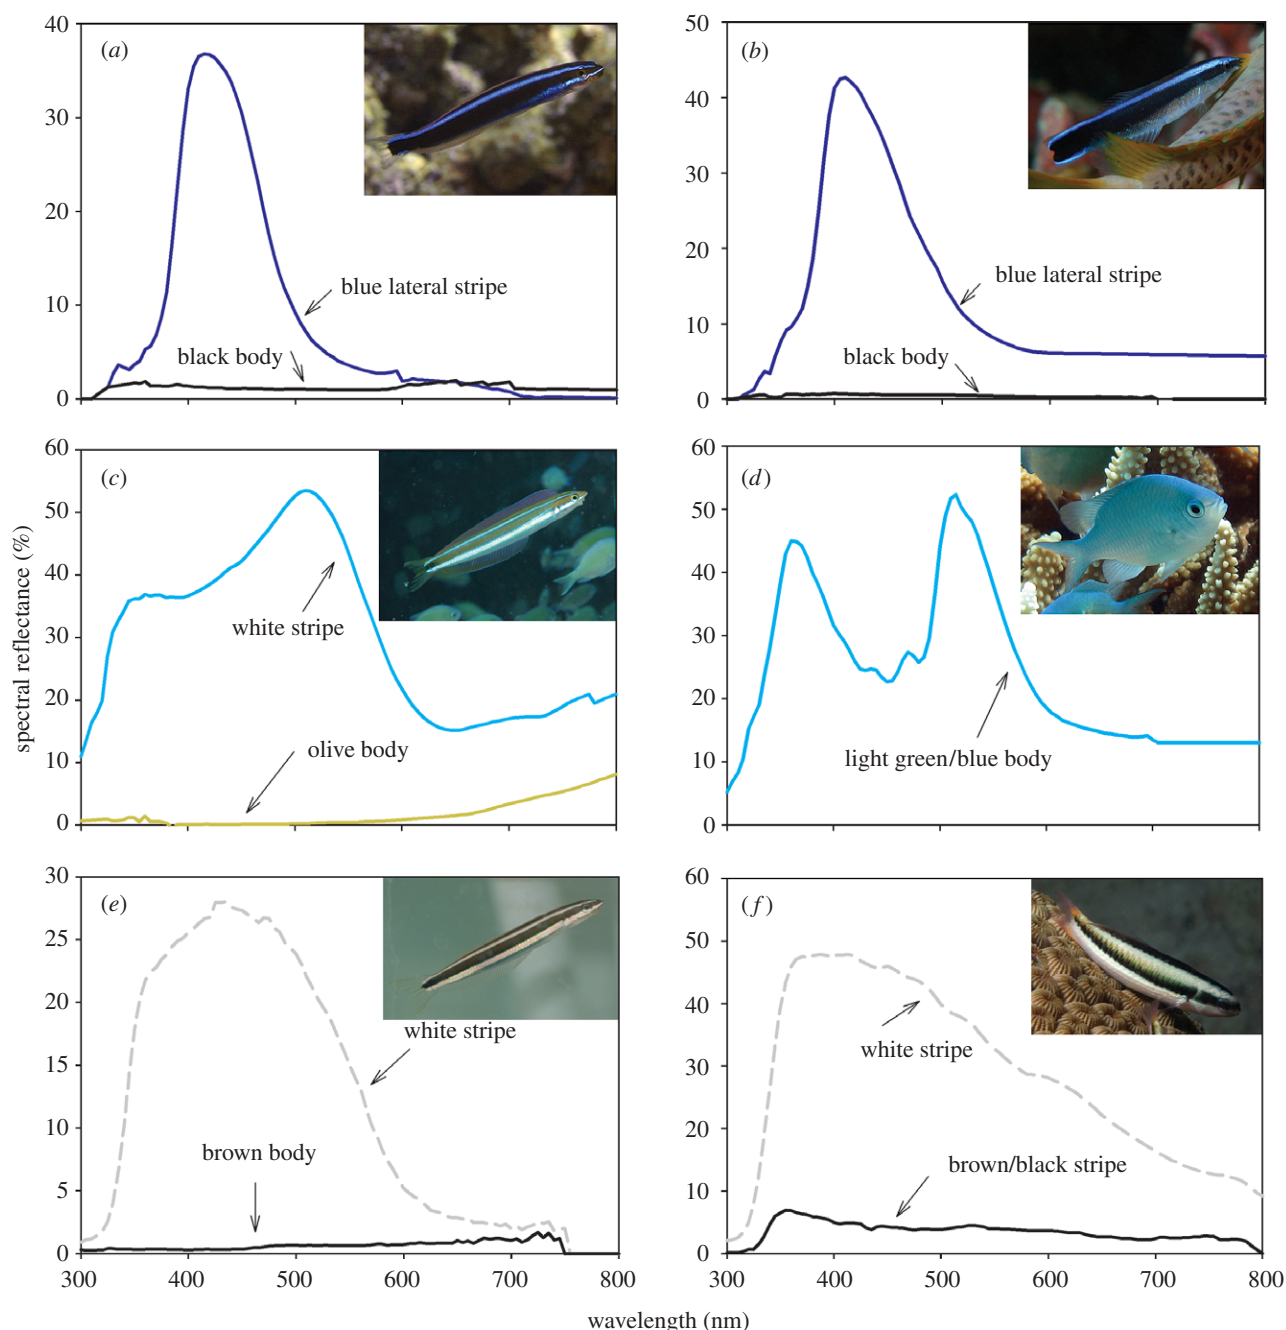 40
30
20
10
0
(a)
blue lateral stripe
black body
50
40
30
20
10
0
(b)
blue lateral stripe
black body
spectral reflectance (%)
60
50
40
30
20
10
0
(c)
white stripe
olive body
60
50
40
30
20
10
0
(d)
light green/blue body
30
25
20
15
10
5
0
(e)
white stripe
brown body
300 400 500 600 700 800
60
50
40
30
20
10
0
(f)
white stripe
brown/black stripe
300 400 500 600 700 800
wavelength (nm)